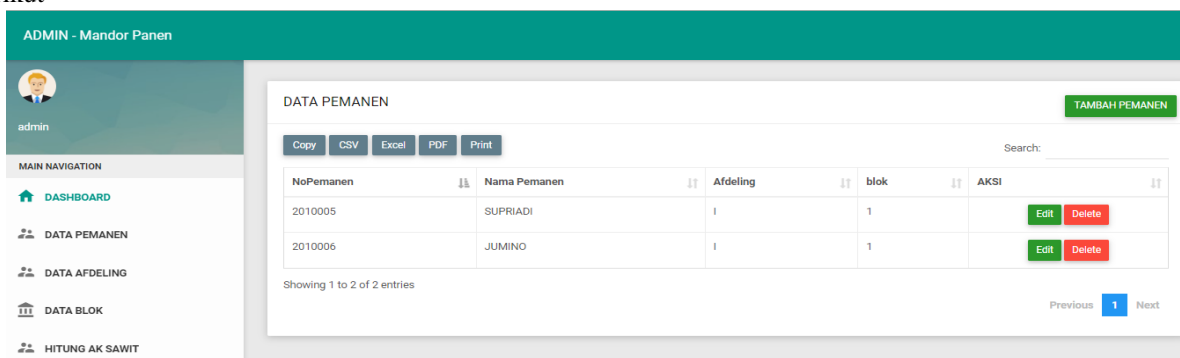 ADMIN - Mandor Panen
admin
MAIN NAVIGATION
DASHBOARD
DATA PEMANEN
DATA AFDELING
DATA BLOK
HITUNG AK SAWIT
DATA PEMANEN
TAMBAH PEMANEN
Copy CSV Excel PDF Print
Search:
NoPemanen Nama Pemanen Afdeling blok AKSI
2010005 SUPRIADI I 1 Edit Delete
2010006 JUMINO I 1 Edit Delete
Showing 1 to 2 of 2 entries
Previous 1 Next